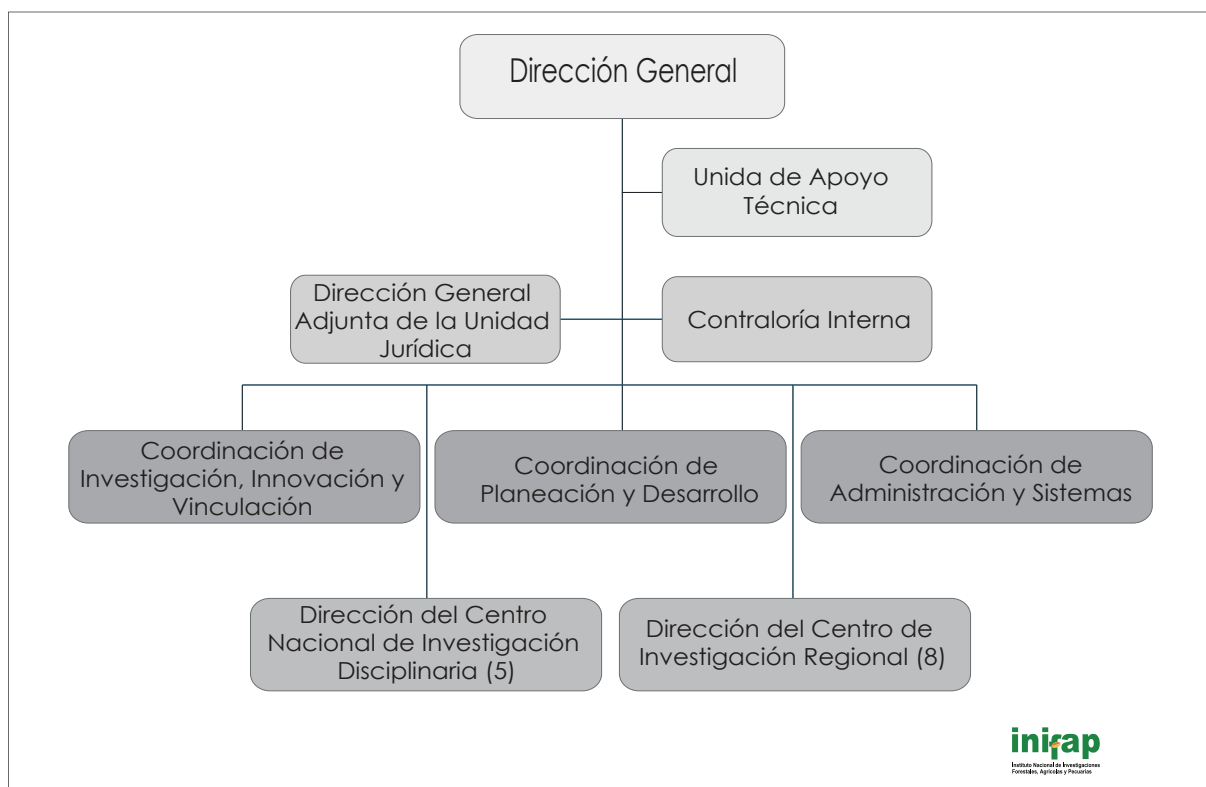 Dirección General
Unida de Apoyo
Técnica
Dirección General
Adjunta de la Unidad
Jurídica
Contraloría Interna
Coordinación de
Investigación, Innovación y
Vinculación
Coordinación de
Planeación y Desarrollo
Coordinación de
Administración y Sistemas
Dirección del Centro
Nacional de Investigación
Disciplinaria (5)
Dirección del Centro de
Investigación Regional (8)
inifap
Instituto Nacional de Investigaciones
Forestales, Agrícolas y Pecuarias